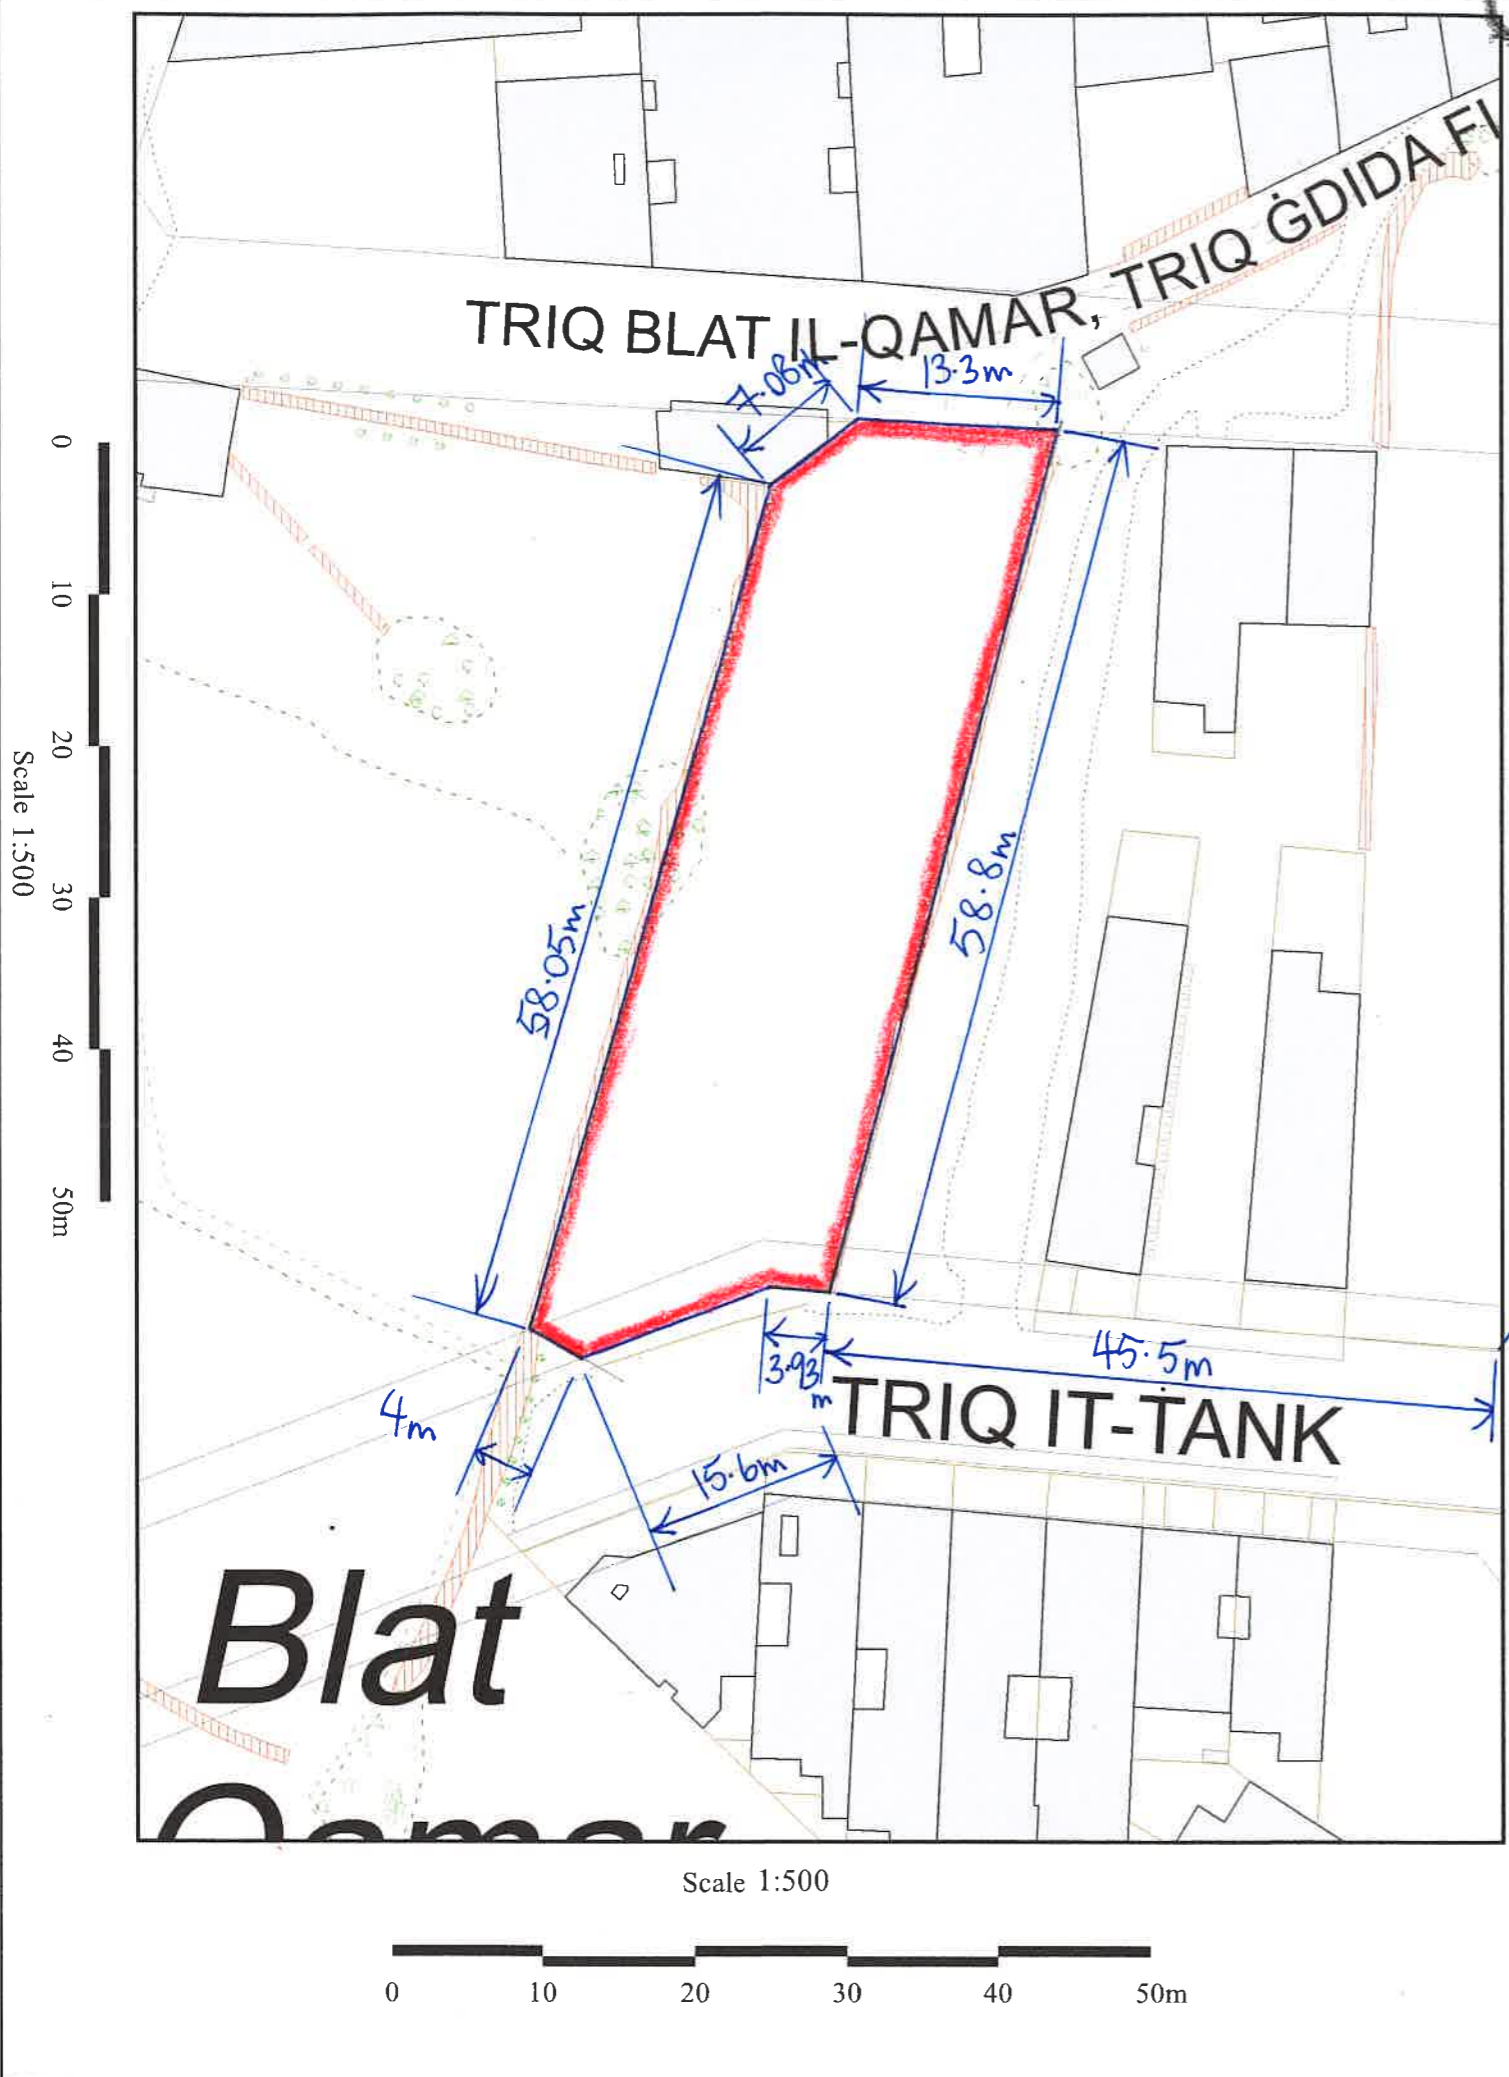 TRIQ BLAT IL-QAMAR, TRIQ ĠDIDA FI
7.08m
13.3m
0
10
20
30
40
50m
Scale 1:500
58.05m
58.8m
45.5m
3.93
m
4m
TRIQ IT-TANK
15.6m
Blat
Qamar
Scale 1:500
0 10 20 30 40 50m